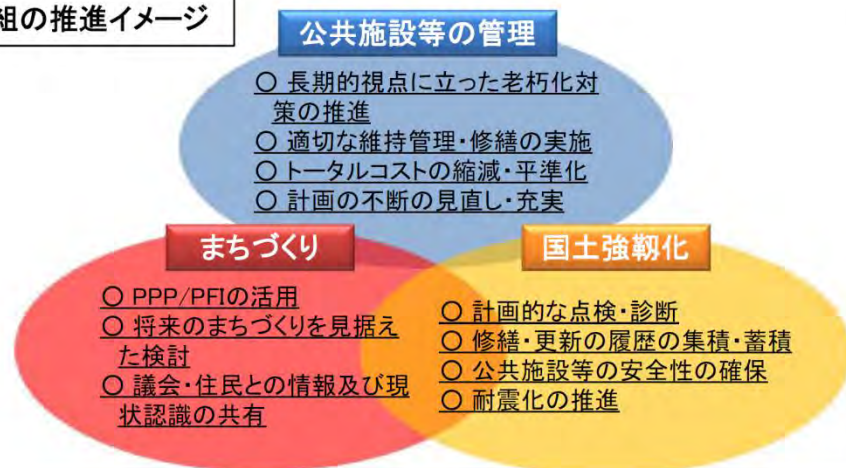 組の推進イメージ
公共施設等の管理
〇 長期的視点に立った老朽化対
策の推進
〇 適切な維持管理・修繕の実施
〇 トータルコストの縮減・平準化
〇 計画の不断の見直し・充実
まちづくり
〇 PPP/PFIの活用
〇 将来のまちづくりを見据え
た検討
〇 議会・住民との情報及び現
状認識の共有
国土強靱化
〇 計画的な点検・診断
〇 修繕・更新の履歴の集積・蓄積
〇 公共施設等の安全性の確保
〇 耐震化の推進